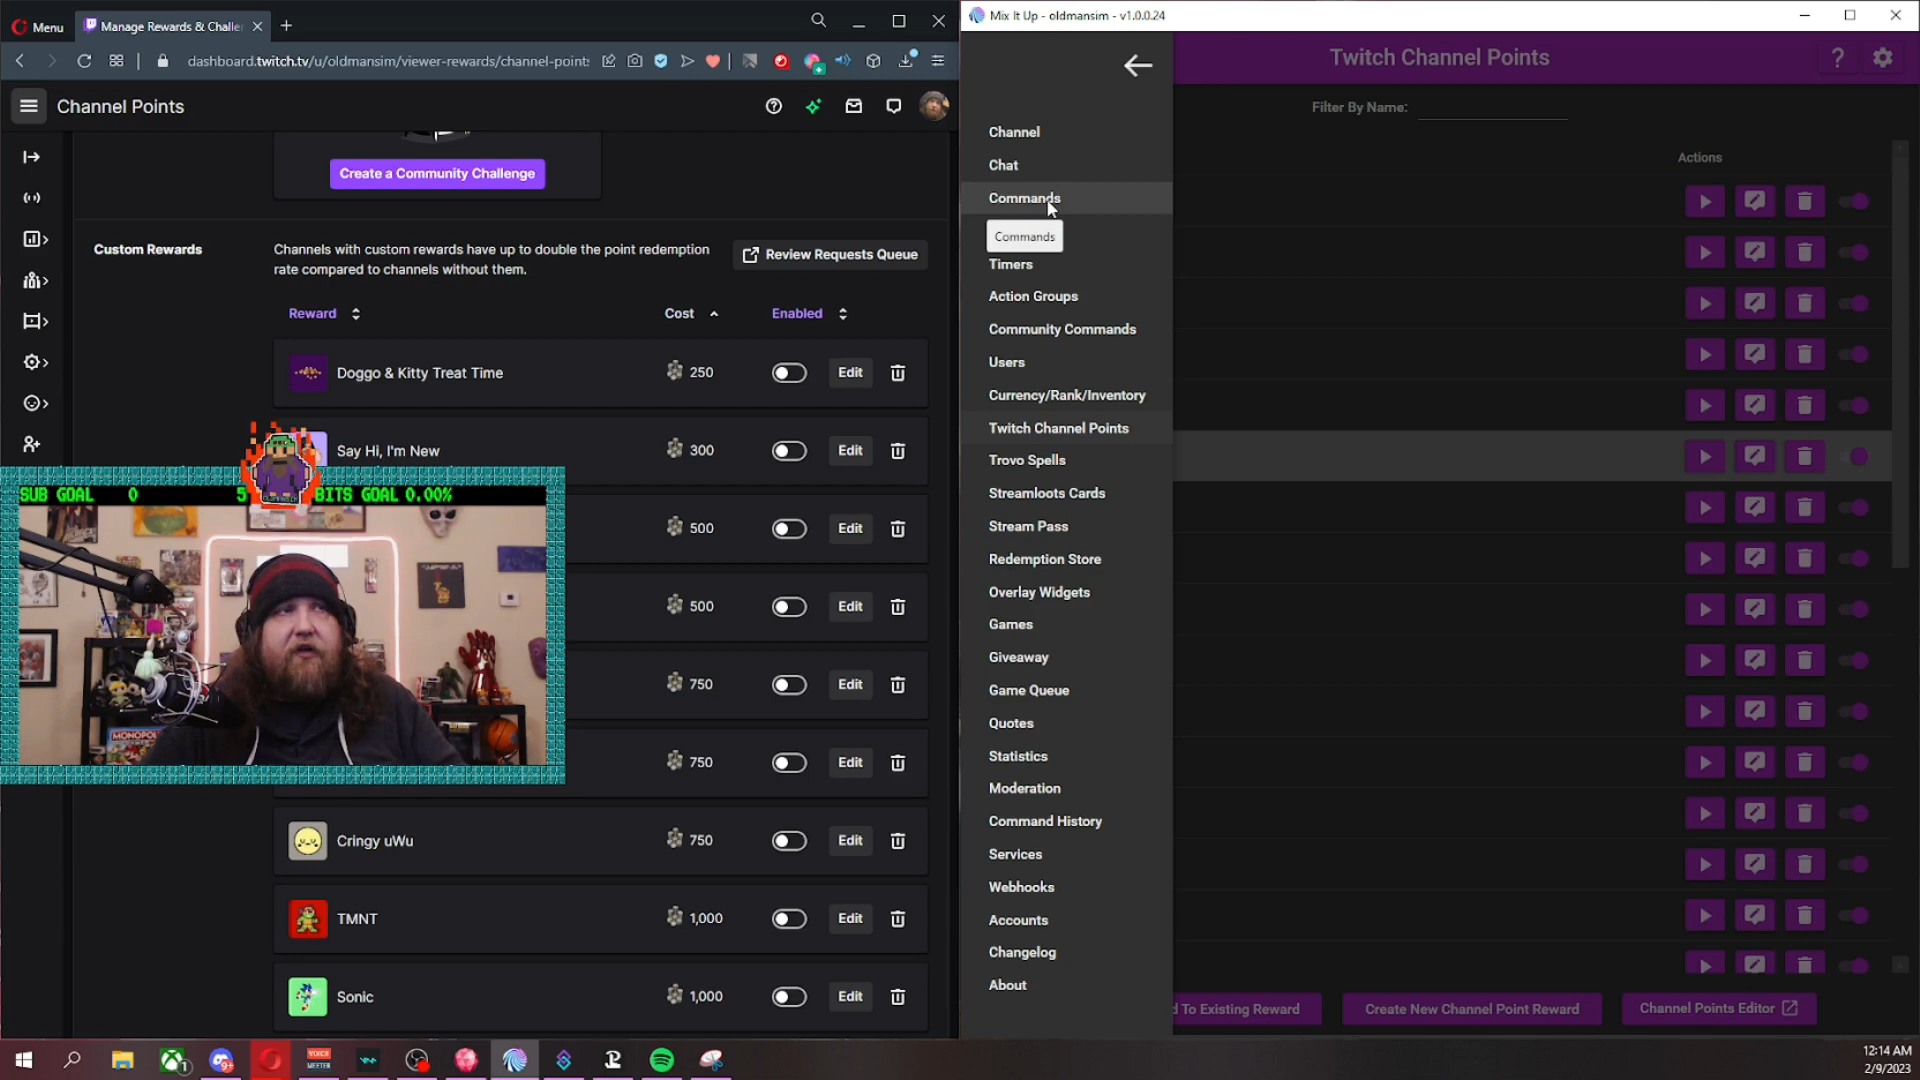 Menu
Manage Rewards & Challe
dashboard.twitch.tv/u/oldmansim/viewer-rewards/channel-points
Channel Points
Create a Community Challenge
Custom Rewards
Channels with custom rewards have up to double the point redemption
rate compared to channels without them.
Review Requests Queue
Reward
Cost
Enabled
Doggo & Kitty Treat Time
250
Edit
Say Hi, I'm New
300
Edit
500
Edit
500
Edit
750
Edit
750
Edit
Cringy uWu
750
Edit
TMNT
1,000
Edit
Sonic
1,000
Edit
SUB GOAL 0 5
BITS GOAL 0.00%
MONOPOLY
Mix It Up - oldmansim - v1.0.0.24
Twitch Channel Points
Filter By Name:
Actions
Channel
Chat
Commands
Commands
Timers
Action Groups
Community Commands
Users
Currency/Rank/Inventory
Twitch Channel Points
Trovo Spells
Streamloots Cards
Stream Pass
Redemption Store
Overlay Widgets
Games
Giveaway
Game Queue
Quotes
Statistics
Moderation
Command History
Services
Webhooks
Accounts
Changelog
About
d To Existing Reward
Create New Channel Point Reward
Channel Points Editor
1
9+
VOICE
MEETER
12:14 AM
2/9/2023